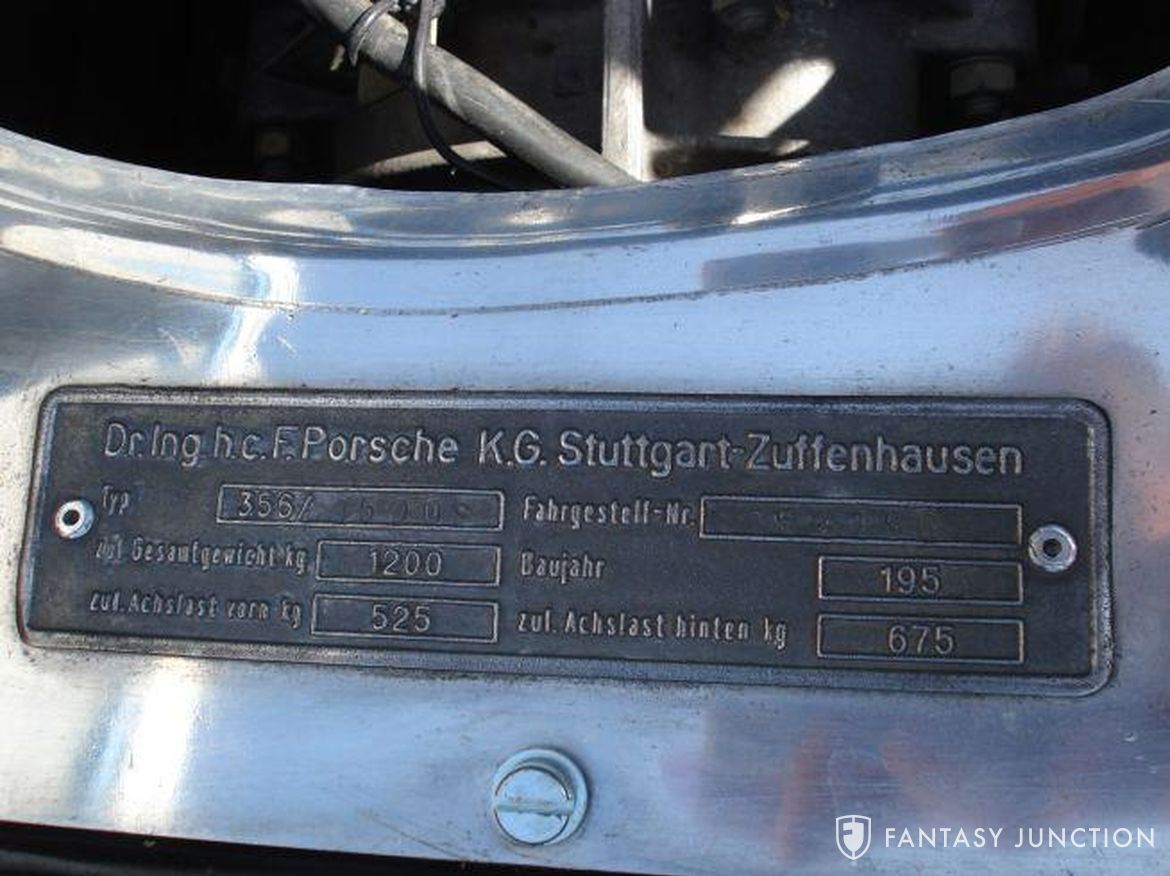 Dr.Ing.h.c.F.Porsche K.G. Stuttgart-Zuffenhausen
Typ 356/ Fahrgestell-Nr.
zul Gesamtgewicht kg 1200 Baujahr 195
zul. Achslast vorn kg 525 zul. Achslast hinten kg 675
FANTASY JUNCTION